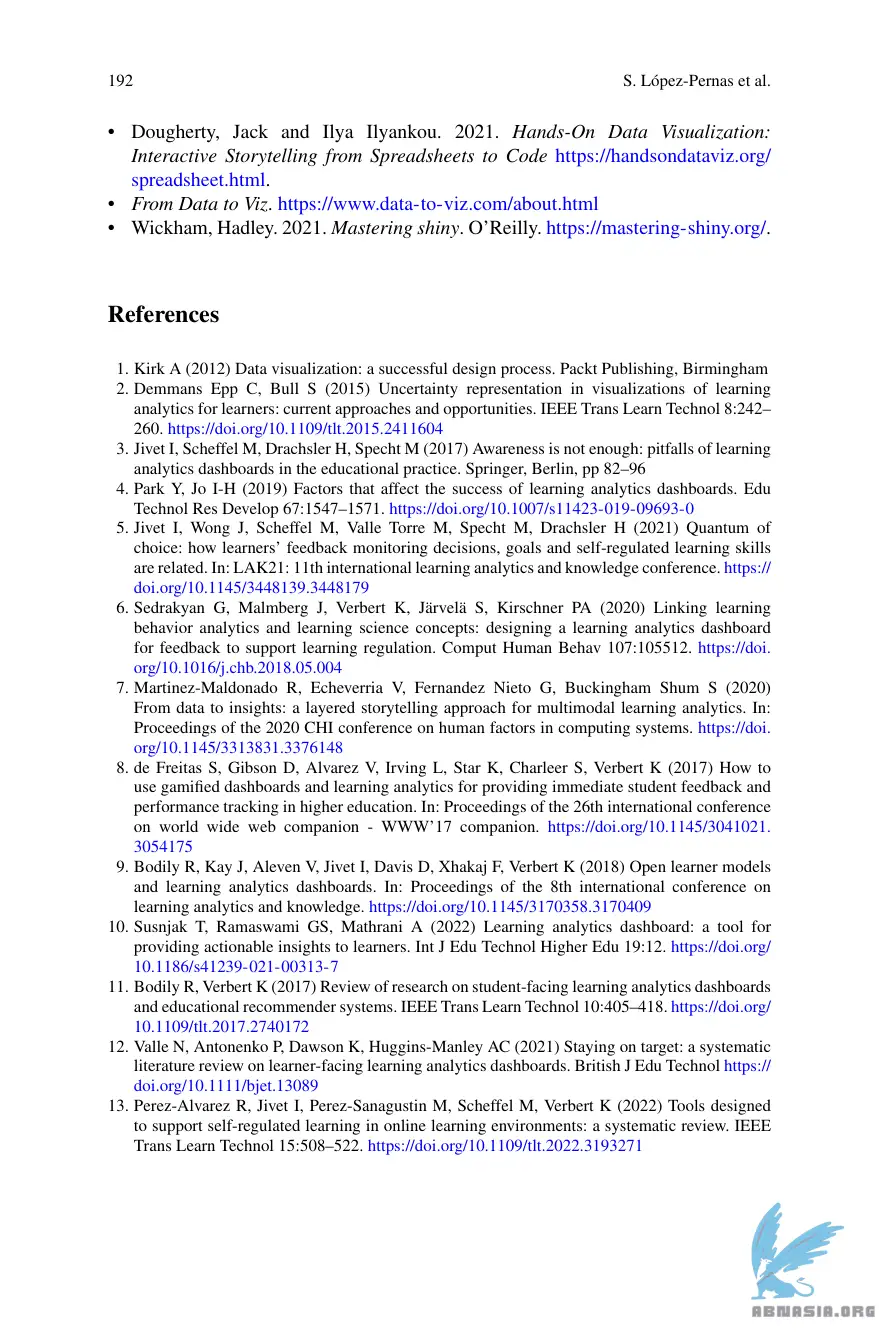 192
S. López-Pernas et al.
• Dougherty, Jack and Ilya Ilyankou. 2021. Hands-On Data Visualization:
Interactive Storytelling from Spreadsheets to Code https://handsondataviz.org/
spreadsheet.html.
• From Data to Viz. https://www.data-to-viz.com/about.html
• Wickham, Hadley. 2021. Mastering shiny. O’Reilly. https://mastering-shiny.org/.
References
1. Kirk A (2012) Data visualization: a successful design process. Packt Publishing, Birmingham
2. Demmans Epp C, Bull S (2015) Uncertainty representation in visualizations of learning
analytics for learners: current approaches and opportunities. IEEE Trans Learn Technol 8:242–
260. https://doi.org/10.1109/tlt.2015.2411604
3. Jivet I, Scheffel M, Drachsler H, Specht M (2017) Awareness is not enough: pitfalls of learning
analytics dashboards in the educational practice. Springer, Berlin, pp 82–96
4. Park Y, Jo I-H (2019) Factors that affect the success of learning analytics dashboards. Edu
Technol Res Develop 67:1547–1571. https://doi.org/10.1007/s11423-019-09693-0
5. Jivet I, Wong J, Scheffel M, Valle Torre M, Specht M, Drachsler H (2021) Quantum of
choice: how learners’ feedback monitoring decisions, goals and self-regulated learning skills
are related. In: LAK21: 11th international learning analytics and knowledge conference. https://
doi.org/10.1145/3448139.3448179
6. Sedrakyan G, Malmberg J, Verbert K, Järvelä S, Kirschner PA (2020) Linking learning
behavior analytics and learning science concepts: designing a learning analytics dashboard
for feedback to support learning regulation. Comput Human Behav 107:105512. https://doi.
org/10.1016/j.chb.2018.05.004
7. Martinez-Maldonado R, Echeverria V, Fernandez Nieto G, Buckingham Shum S (2020)
From data to insights: a layered storytelling approach for multimodal learning analytics. In:
Proceedings of the 2020 CHI conference on human factors in computing systems. https://doi.
org/10.1145/3313831.3376148
8. de Freitas S, Gibson D, Alvarez V, Irving L, Star K, Charleer S, Verbert K (2017) How to
use gamified dashboards and learning analytics for providing immediate student feedback and
performance tracking in higher education. In: Proceedings of the 26th international conference
on world wide web companion - WWW’17 companion. https://doi.org/10.1145/3041021.
3054175
9. Bodily R, Kay J, Aleven V, Jivet I, Davis D, Xhakaj F, Verbert K (2018) Open learner models
and learning analytics dashboards. In: Proceedings of the 8th international conference on
learning analytics and knowledge. https://doi.org/10.1145/3170358.3170409
10. Susnjak T, Ramaswami GS, Mathrani A (2022) Learning analytics dashboard: a tool for
providing actionable insights to learners. Int J Edu Technol Higher Edu 19:12. https://doi.org/
10.1186/s41239-021-00313-7
11. Bodily R, Verbert K (2017) Review of research on student-facing learning analytics dashboards
and educational recommender systems. IEEE Trans Learn Technol 10:405–418. https://doi.org/
10.1109/tlt.2017.2740172
12. Valle N, Antonenko P, Dawson K, Huggins-Manley AC (2021) Staying on target: a systematic
literature review on learner-facing learning analytics dashboards. British J Edu Technol https://
doi.org/10.1111/bjet.13089
13. Perez-Alvarez R, Jivet I, Perez-Sanagustin M, Scheffel M, Verbert K (2022) Tools designed
to support self-regulated learning in online learning environments: a systematic review. IEEE
Trans Learn Technol 15:508–522. https://doi.org/10.1109/tlt.2022.3193271
ABNASIA.ORG